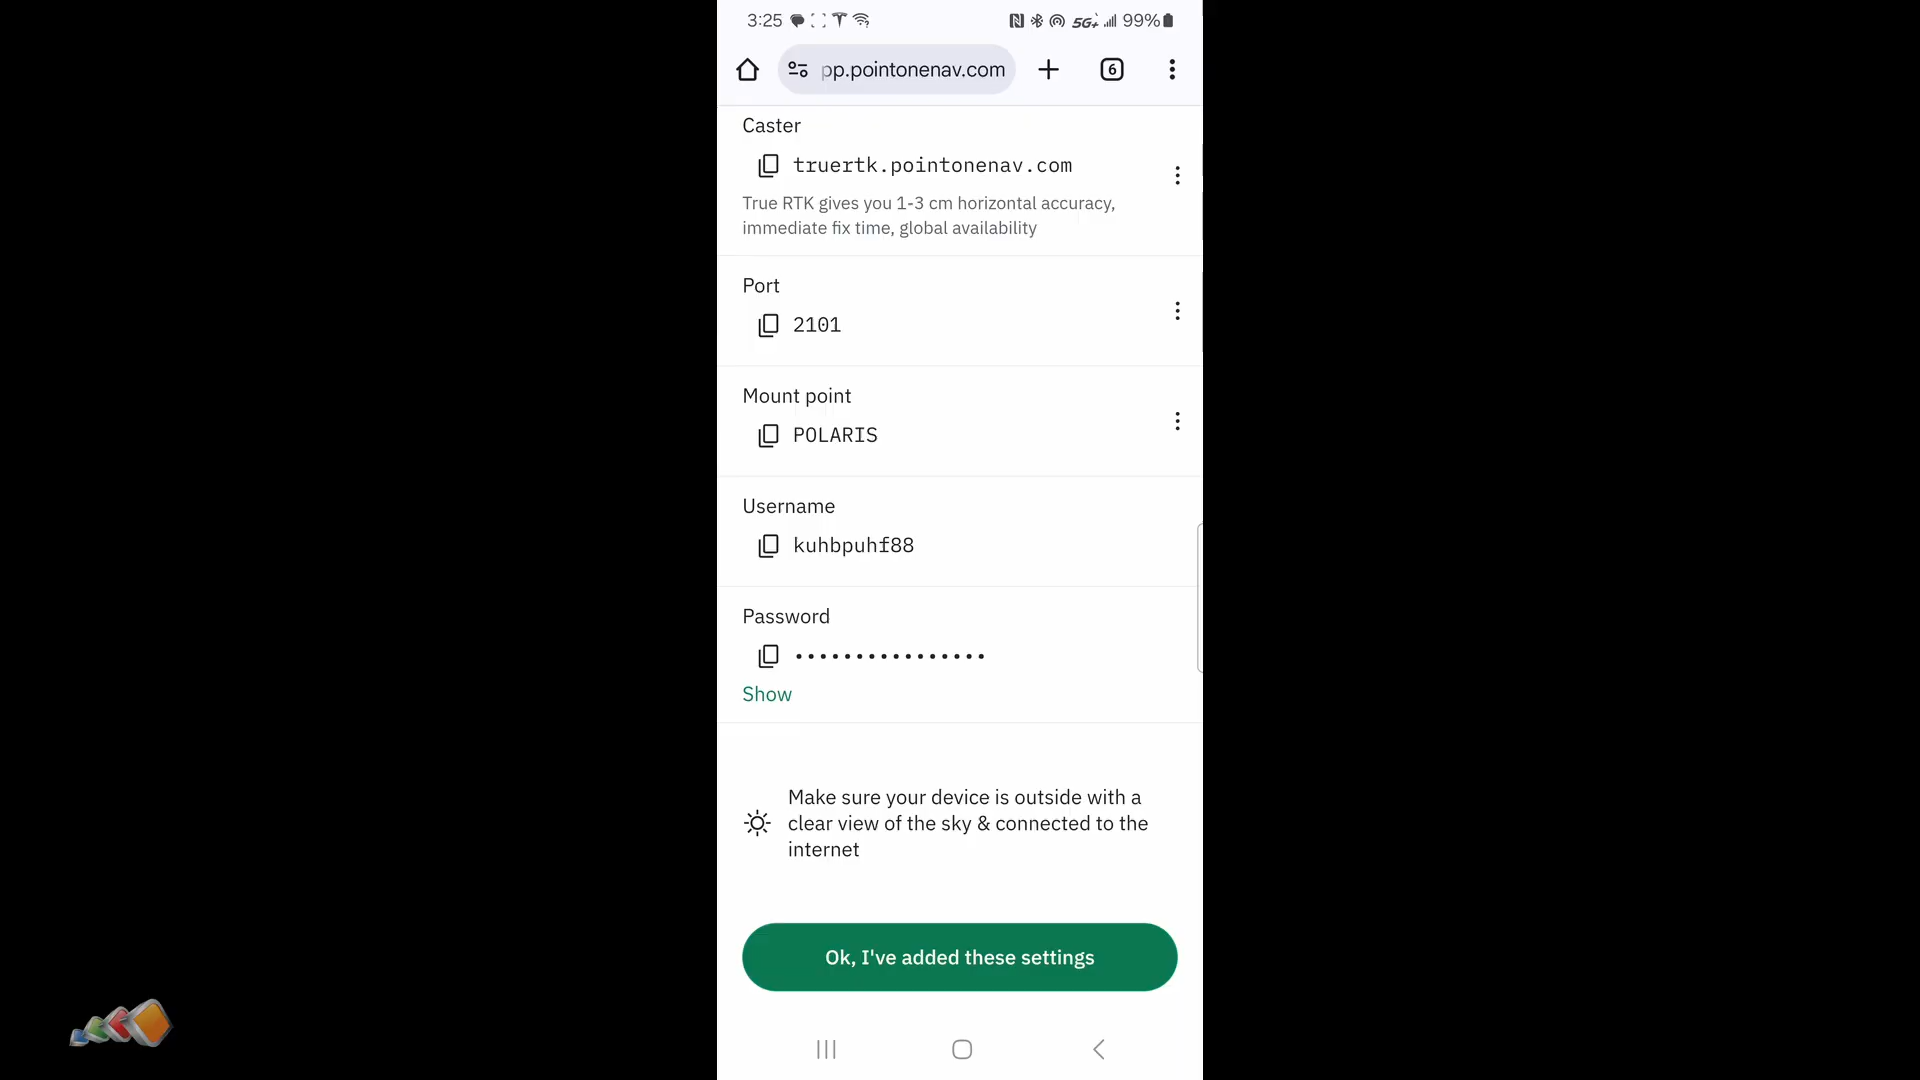 3:25 5G+ 99%
pp.pointonenav.com 6
Caster
truertk.pointonenav.com
True RTK gives you 1-3 cm horizontal accuracy,
immediate fix time, global availability
Port
2101
Mount point
POLARIS
Username
kuhbpuhf88
Password
••••••••••••••••
Show
Make sure your device is outside with a
clear view of the sky & connected to the
internet
Ok, I've added these settings